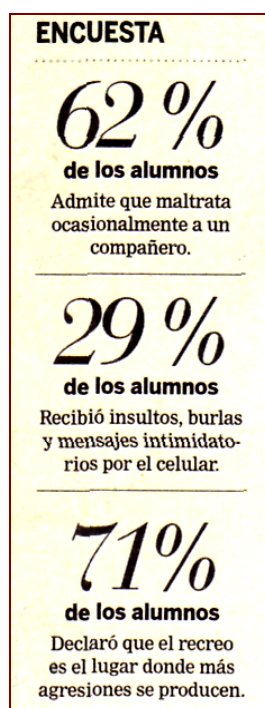 ENCUESTA
62 %
de los alumnos
Admite que maltrata
ocasionalmente a un
compañero.
29 %
de los alumnos
Recibió insultos, burlas
y mensajes intimidato-
rios por el celular.
71%
de los alumnos
Declaró que el recreo
es el lugar donde más
agresiones se producen.